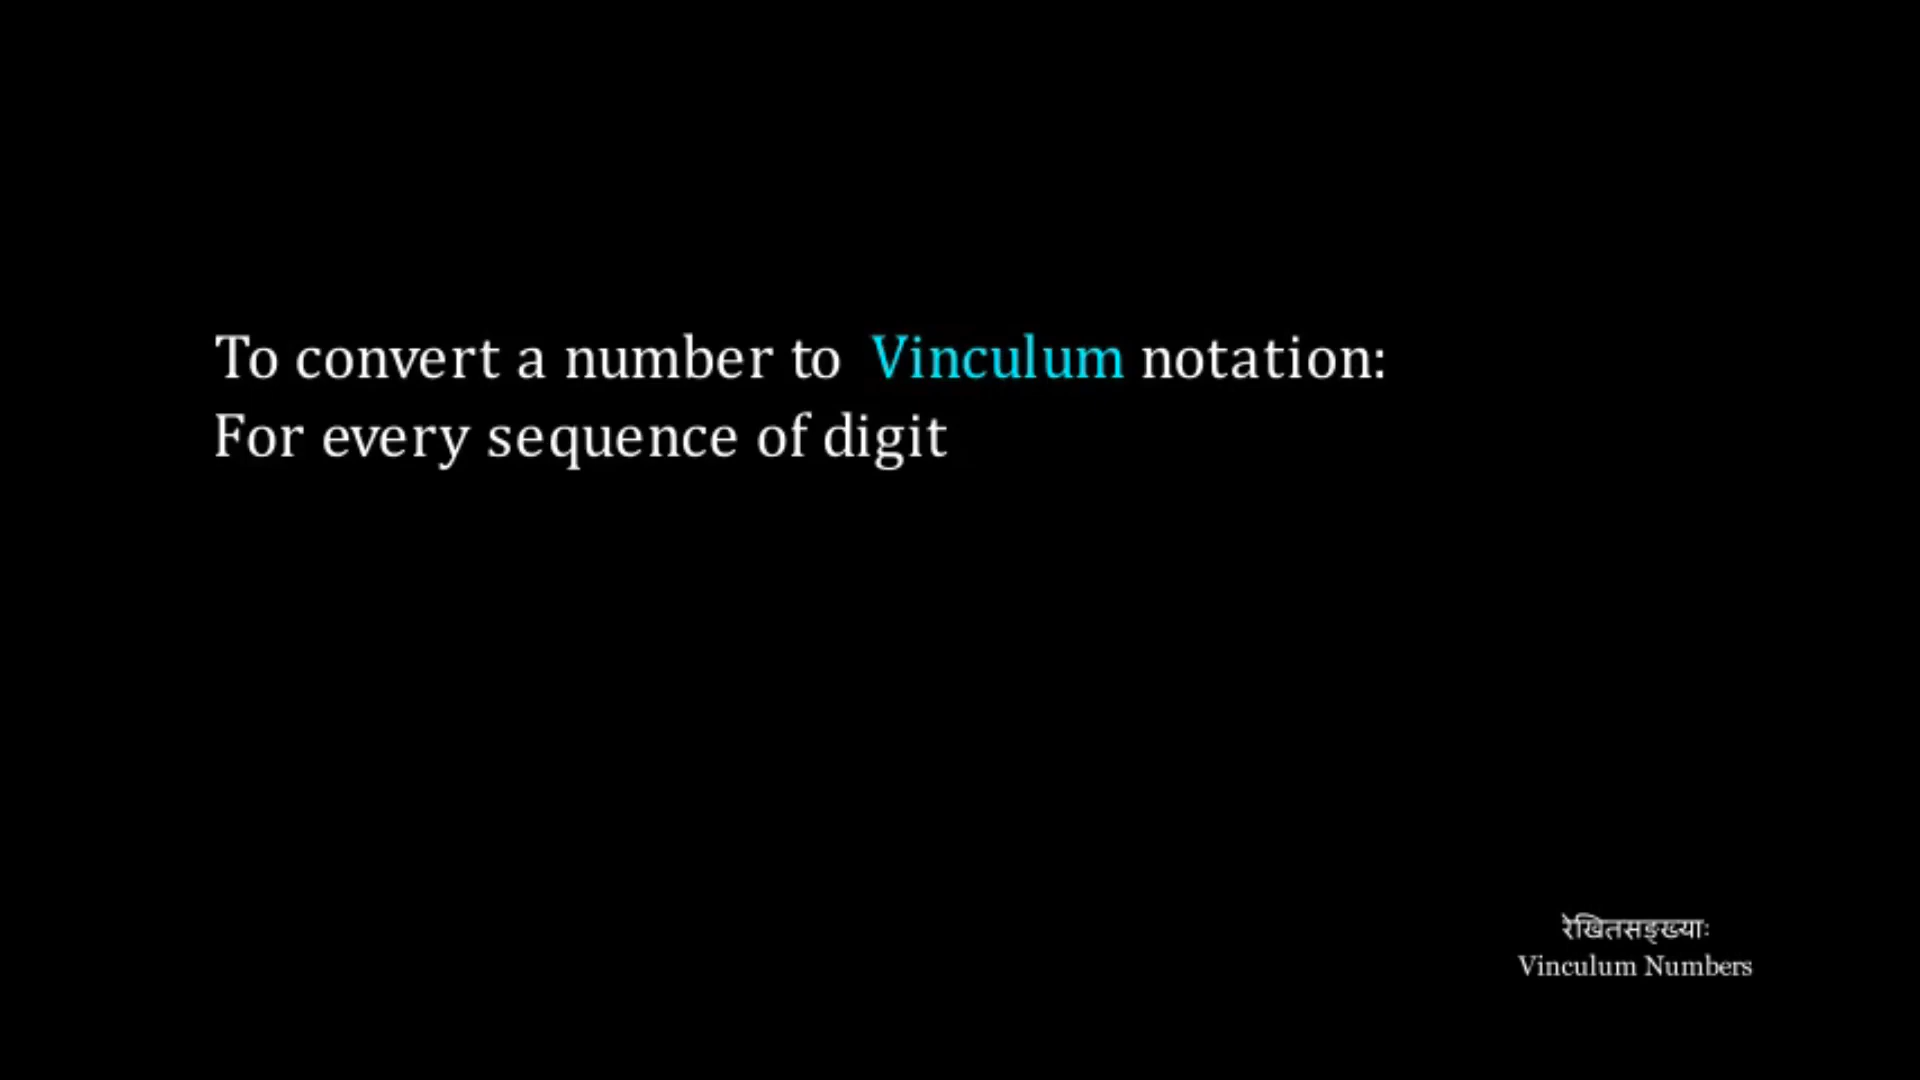 To convert a number to Vinculum notation:
For every sequence of digit
रेखितसङ्ख्याः
Vinculum Numbers